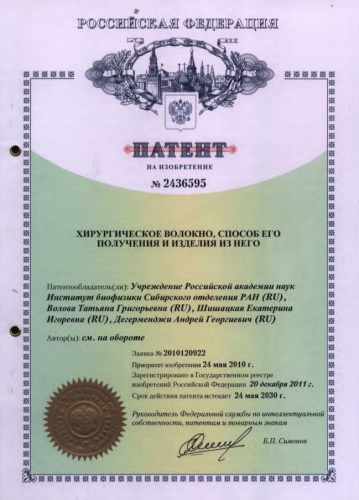 РОССИЙСКАЯ ФЕДЕРАЦИЯ
ПАТЕНТ
НА ИЗОБРЕТЕНИЕ
№ 2436595
ХИРУРГИЧЕСКОЕ ВОЛОКНО, СПОСОБ ЕГО
ПОЛУЧЕНИЯ И ИЗДЕЛИЯ ИЗ НЕГО
Патентообладатель(ли): Учреждение Российской академии наук
Институт биофизики Сибирского отделения РАН (RU),
Волова Татьяна Григорьевна (RU), Шишацкая Екатерина
Игоревна (RU), Дегерменджи Андрей Георгиевич (RU)
Автор(ы): см. на обороте
Заявка № 2010120922
Приоритет изобретения 24 мая 2010 г.
Зарегистрировано в Государственном реестре
изобретений Российской Федерации 20 декабря 2011 г.
Срок действия патента истекает 24 мая 2030 г.
Руководитель Федеральной службы по интеллектуальной
собственности, патентам и товарным знакам
Б.П. Симонов